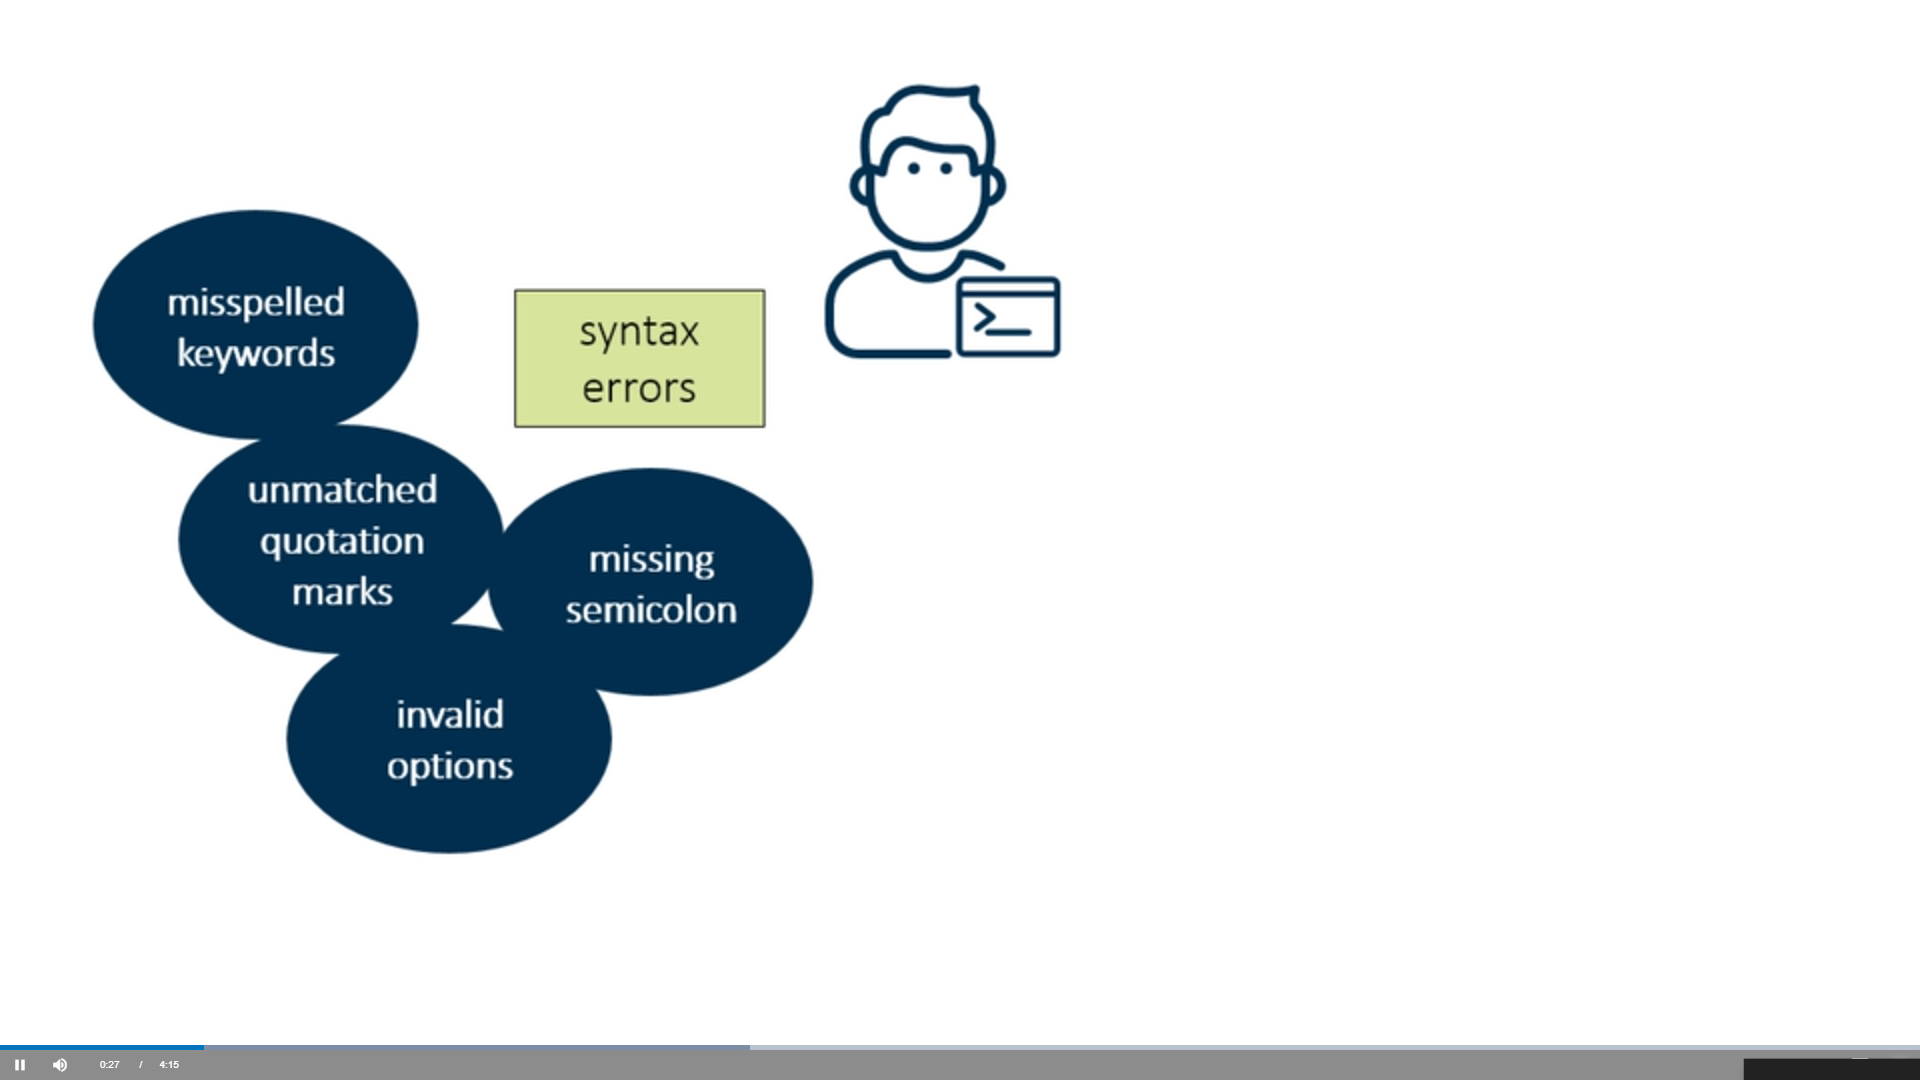 misspelled
keywords
syntax
errors
unmatched
quotation
marks
missing
semicolon
invalid
options
0:27 / 4:15